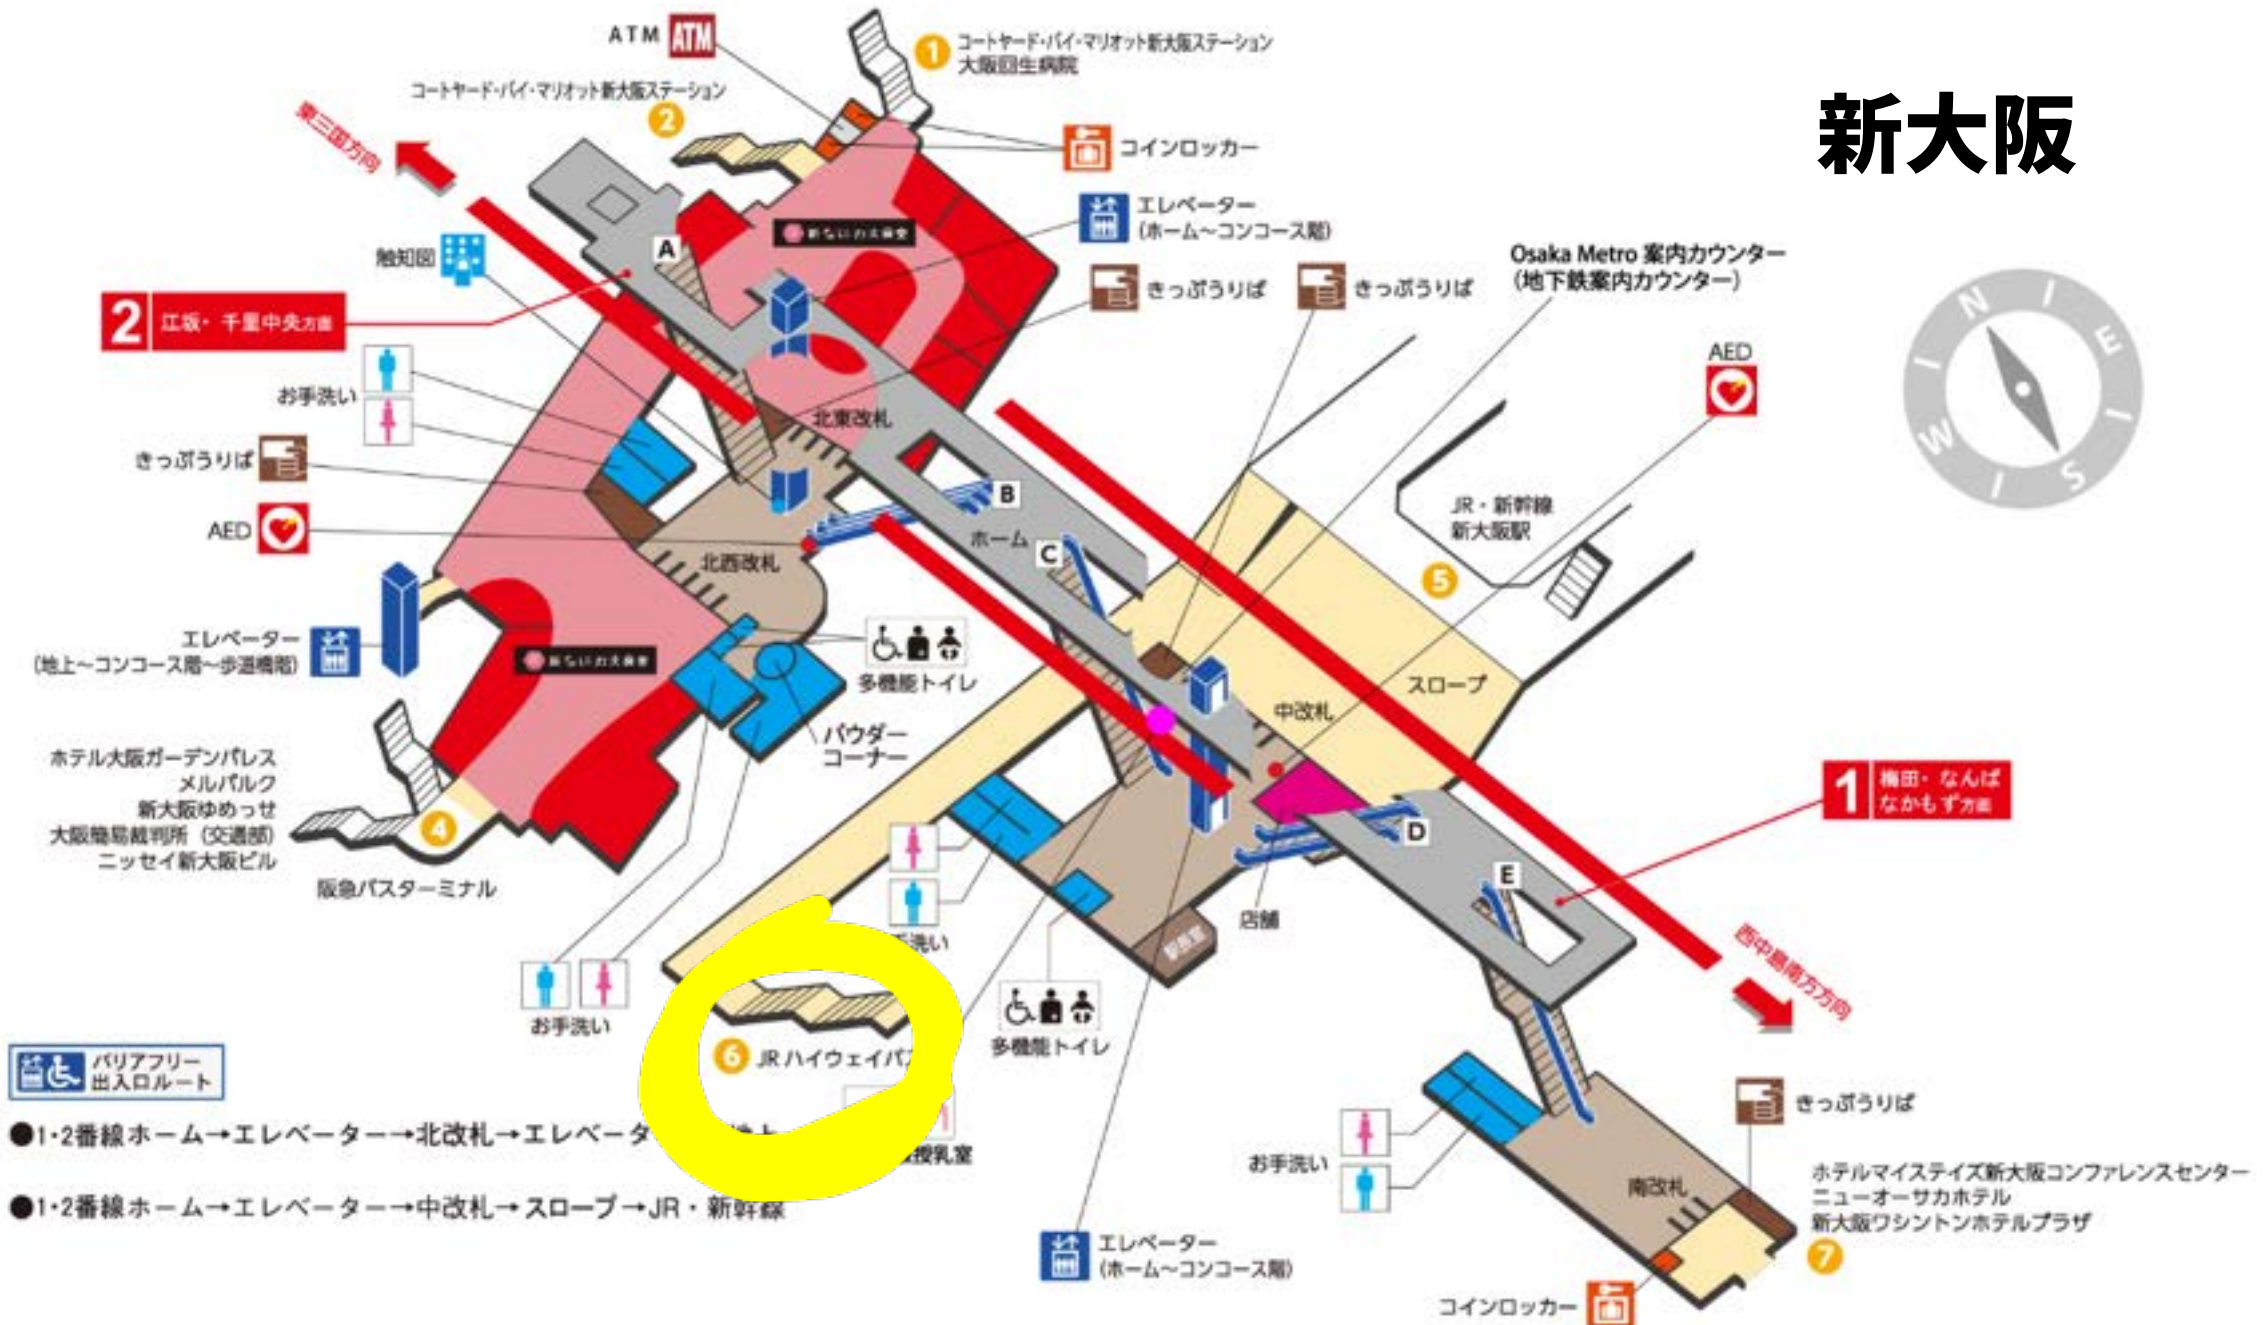 新大阪
ATM ATM
1 コートヤード・バイ・マリオット新大阪ステーション
大阪回生病院
コートヤード・バイ・マリオット新大阪ステーション
2
東三国方向
コインロッカー
エレベーター
(ホーム〜コンコース階)
触知図
A
きっぷうりば
きっぷうりば
Osaka Metro 案内カウンター
(地下鉄案内カウンター)
N
E
S
W
2 江坂・千里中央方面
お手洗い
AED
北東改札
きっぷうりば
B
AED
ホーム
C
JR・新幹線
新大阪駅
5
北西改札
エレベーター
(地上〜コンコース階〜歩道橋階)
多機能トイレ
スロープ
中改札
パウダー
コーナー
ホテル大阪ガーデンパレス
メルパルク
新大阪ゆめっせ
大阪簡易裁判所(交通部)
ニッセイ新大阪ビル
4
阪急バスターミナル
1 梅田・なんば
なかもず方面
D
E
店舗
手洗い
駅長室
西中島南方方向
お手洗い
多機能トイレ
6 JRハイウェイバス
バリアフリー
出入口ルート
●1・2番線ホーム→エレベーター→北改札→エレベータ
授乳室
●1・2番線ホーム→エレベーター→中改札→スロープ→JR・新幹線
きっぷうりば
お手洗い
南改札
ホテルマイステイズ新大阪コンファレンスセンター
ニューオーサカホテル
新大阪ワシントンホテルプラザ
7
エレベーター
(ホーム〜コンコース階)
コインロッカー